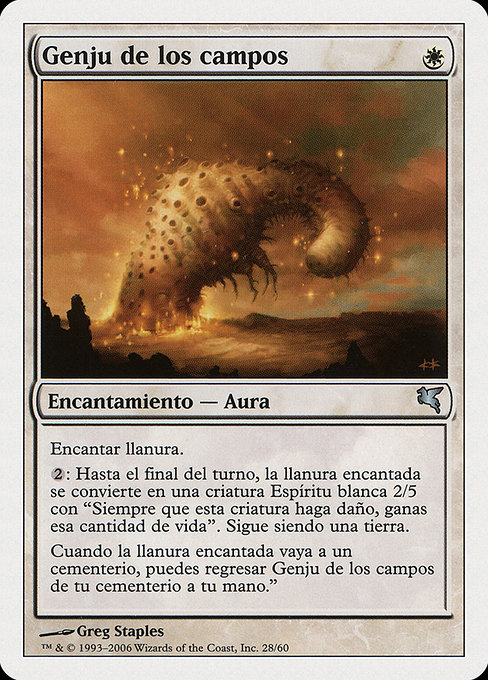 Genju de los campos
Encantamiento — Aura
Encantar llanura.
2: Hasta el final del turno, la llanura encantada
se convierte en una criatura Espíritu blanca 2/5
con “Siempre que esta criatura haga daño, ganas
esa cantidad de vida”. Sigue siendo una tierra.
Cuando la llanura encantada vaya a un
cementerio, puedes regresar Genju de los campos
de tu cementerio a tu mano.”
Greg Staples
™ & © 1993–2006 Wizards of the Coast, Inc. 28/60